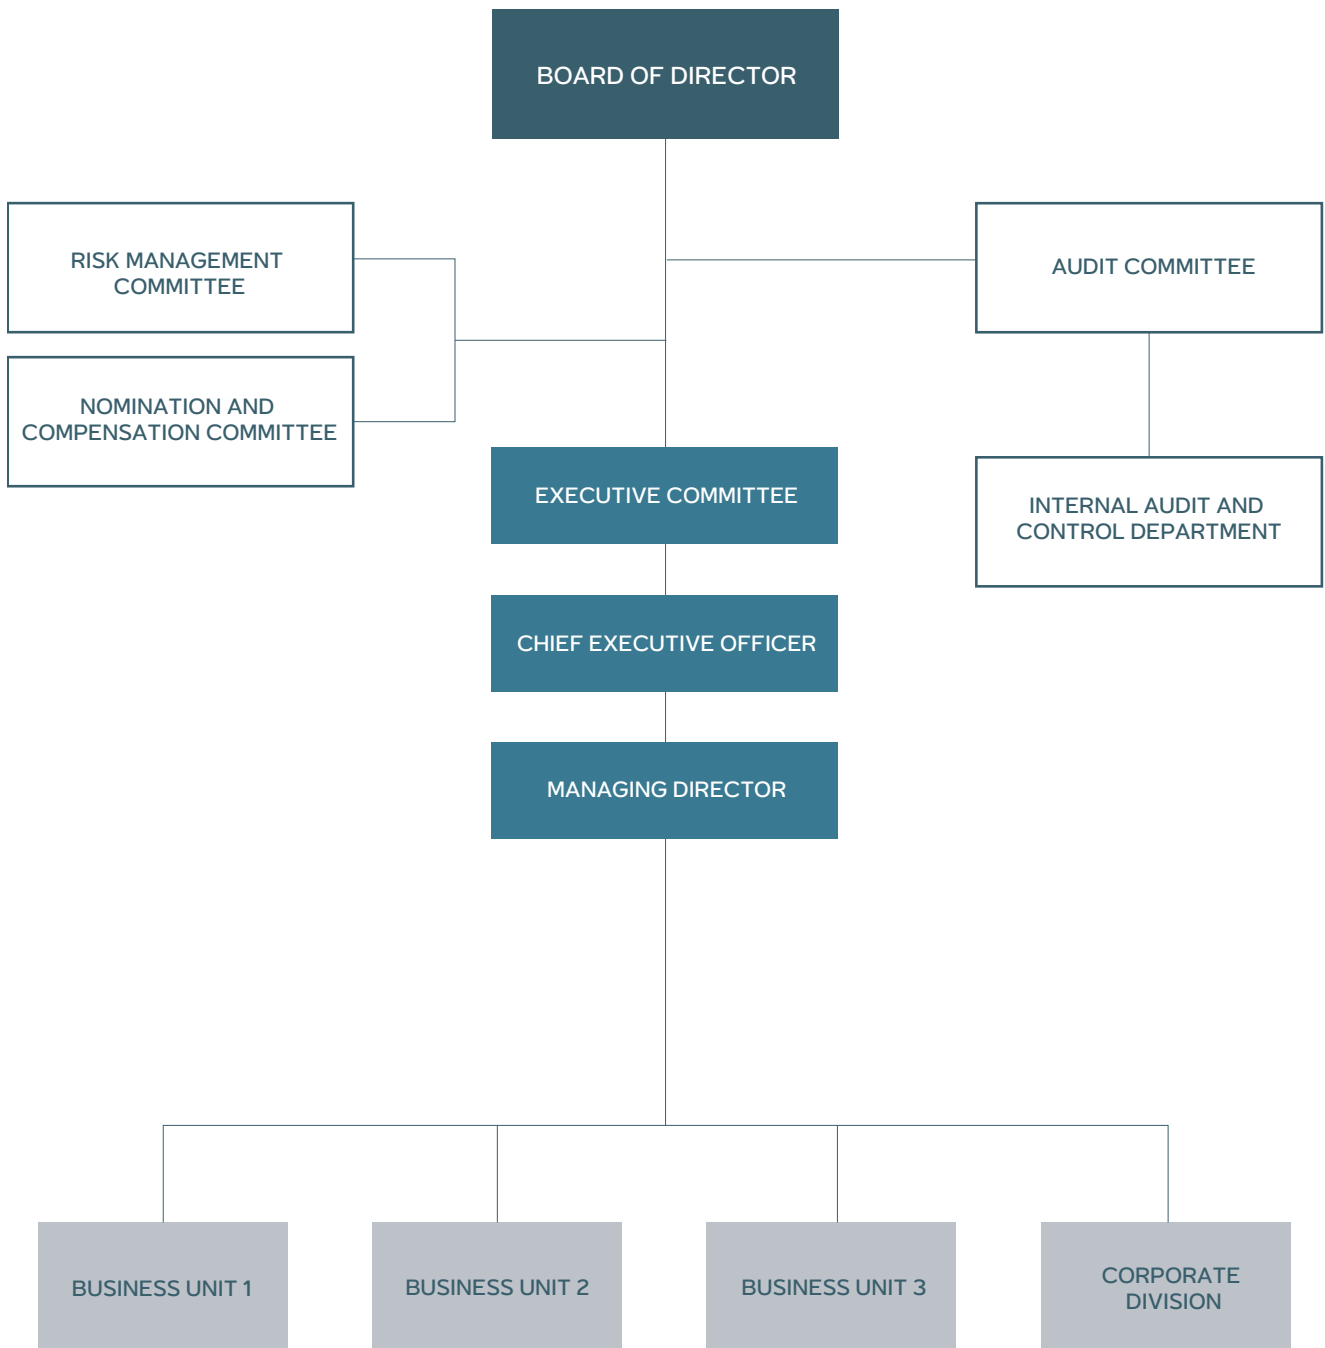 BOARD OF DIRECTOR
RISK MANAGEMENT
COMMITTEE
AUDIT COMMITTEE
NOMINATION AND
COMPENSATION COMMITTEE
EXECUTIVE COMMITTEE
INTERNAL AUDIT AND
CONTROL DEPARTMENT
CHIEF EXECUTIVE OFFICER
MANAGING DIRECTOR
BUSINESS UNIT 1
BUSINESS UNIT 2
BUSINESS UNIT 3
CORPORATE
DIVISION